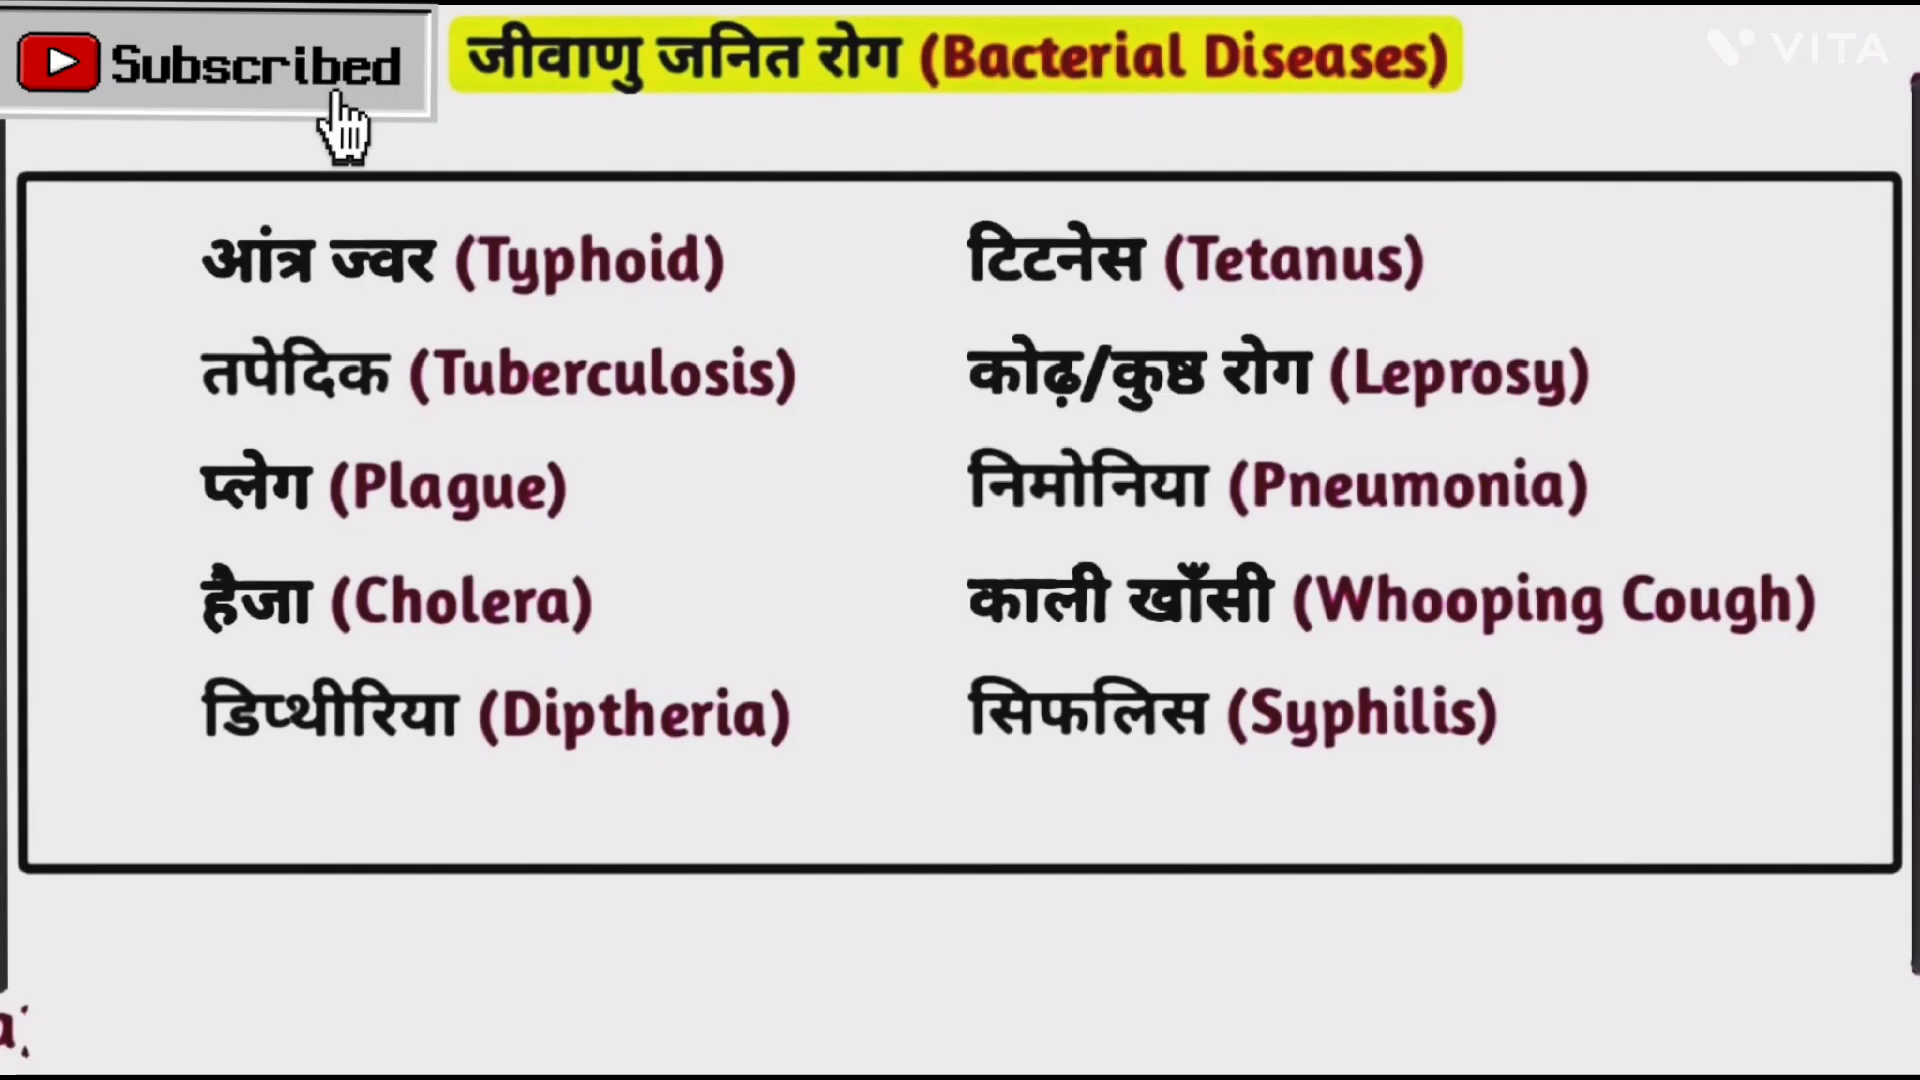 Subscribed
जीवाणु जनित रोग (Bacterial Diseases)
VITA
आंत्र ज्वर (Typhoid)
टिटनेस (Tetanus)
तपेदिक (Tuberculosis)
कोढ़/कुष्ठ रोग (Leprosy)
प्लेग (Plague)
निमोनिया (Pneumonia)
हैजा (Cholera)
काली खाँसी (Whooping Cough)
डिप्थीरिया (Diptheria)
सिफलिस (Syphilis)